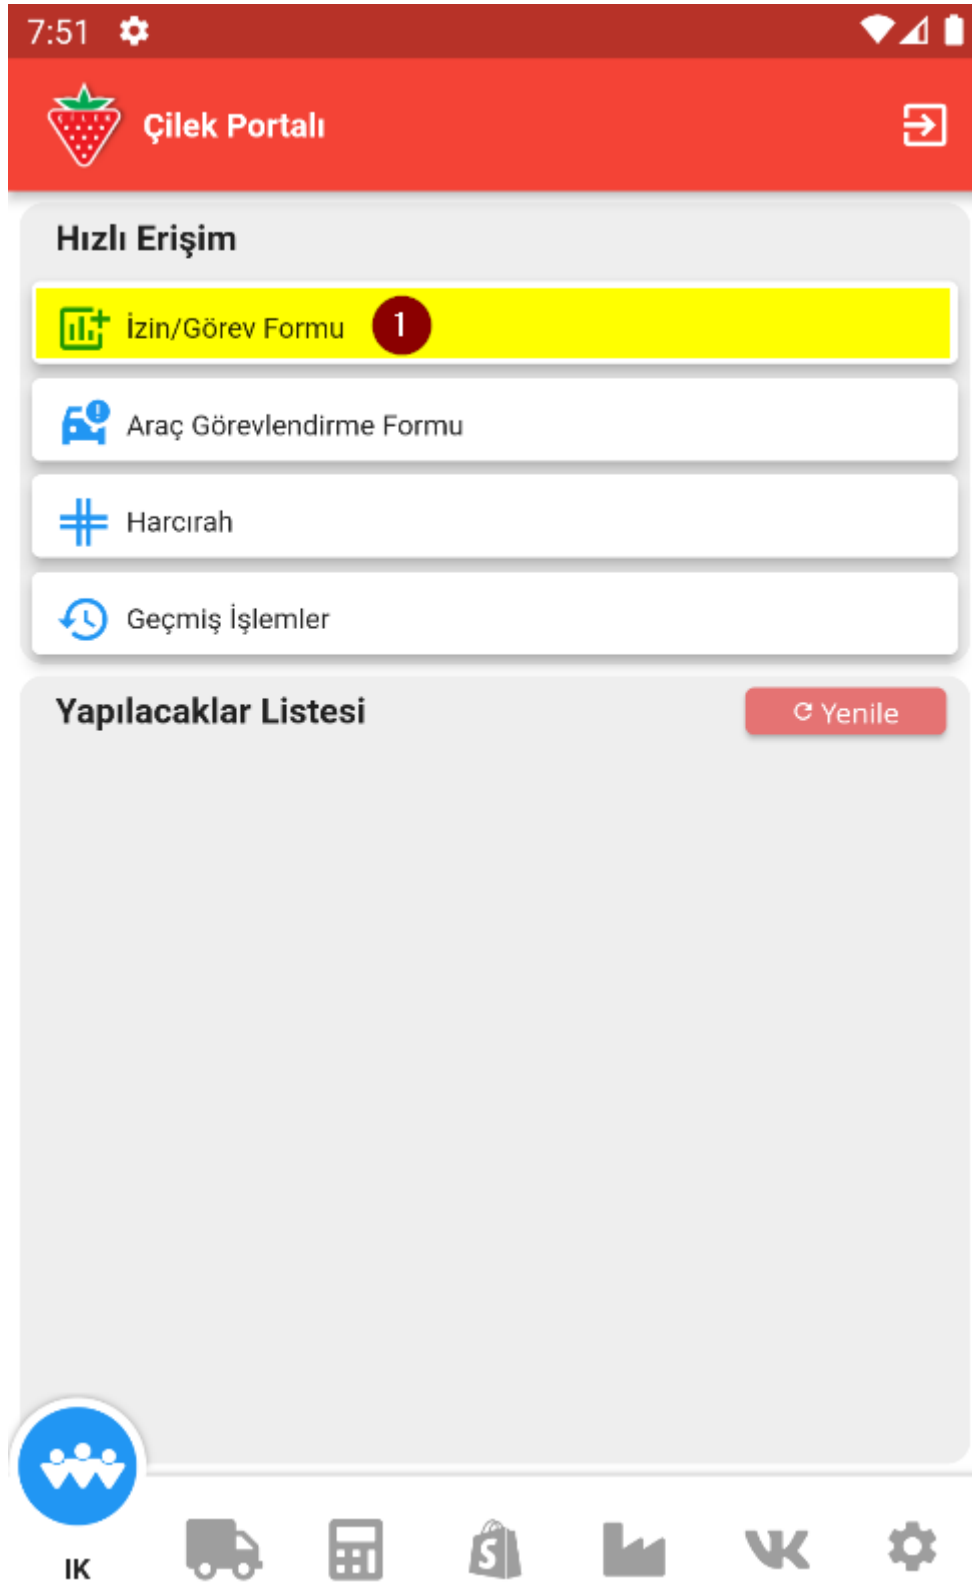 7:51
Çilek Portalı
Hızlı Erişim
İzin/Görev Formu 1
Araç Görevlendirme Formu
Harcırah
Geçmiş İşlemler
Yapılacaklar Listesi
Yenile
IK